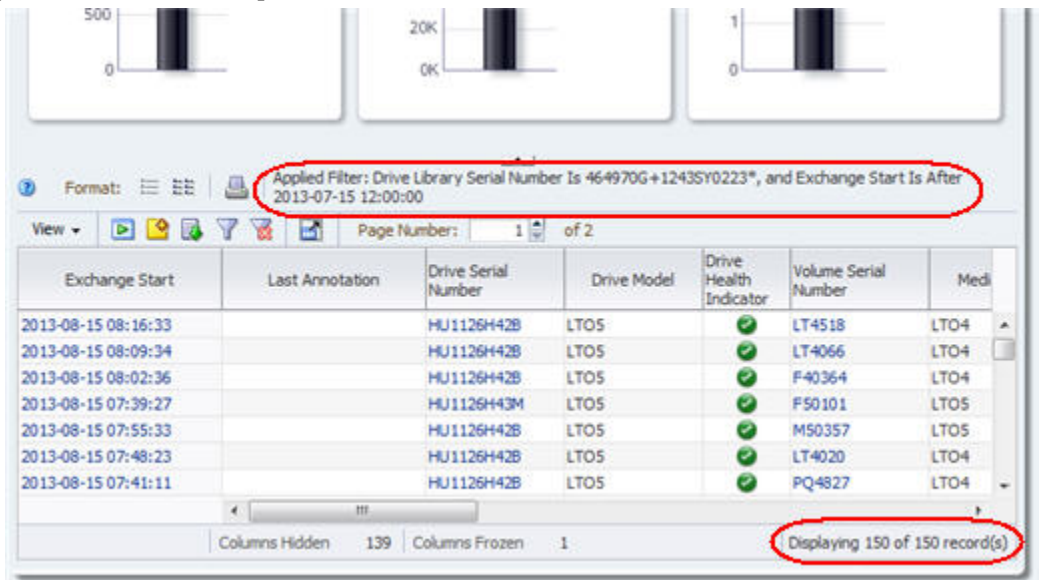 500
0
20K
0K
1
0
Format:
Applied Filter: Drive Library Serial Number Is 464970G+1243SY0223*, and Exchange Start Is After
2013-07-15 12:00:00
View
Page Number: 1 of 2
Exchange Start Last Annotation Drive Serial Number Drive Model Drive Health Indicator Volume Serial Number Medi
2013-08-15 08:16:33 HU1126H42B LTO5 LT4518 LTO4
2013-08-15 08:09:34 HU1126H42B LTO5 LT4066 LTO4
2013-08-15 08:02:36 HU1126H42B LTO5 F40364 LTO4
2013-08-15 07:39:27 HU1126H43M LTO5 F50101 LTO5
2013-08-15 07:55:33 HU1126H42B LTO5 M50357 LTO5
2013-08-15 07:48:23 HU1126H42B LTO5 LT4020 LTO4
2013-08-15 07:41:11 HU1126H42B LTO5 PQ4827 LTO4
Columns Hidden 139 Columns Frozen 1 Displaying 150 of 150 record(s)